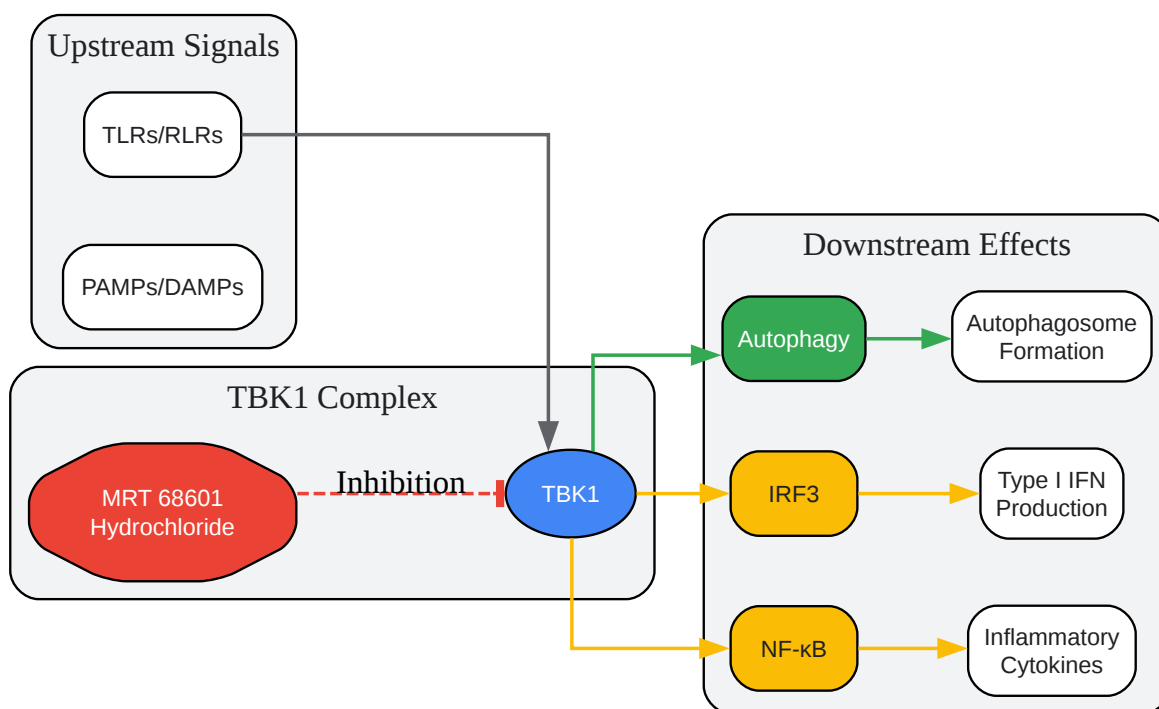 Upstream Signals
TLRs/RLRs
PAMPs/DAMPs
TBK1 Complex
MRT 68601
Hydrochloride
Inhibition
TBK1
Downstream Effects
Autophagy
Autophagosome
Formation
IRF3
Type I IFN
Production
NF-κB
Inflammatory
Cytokines